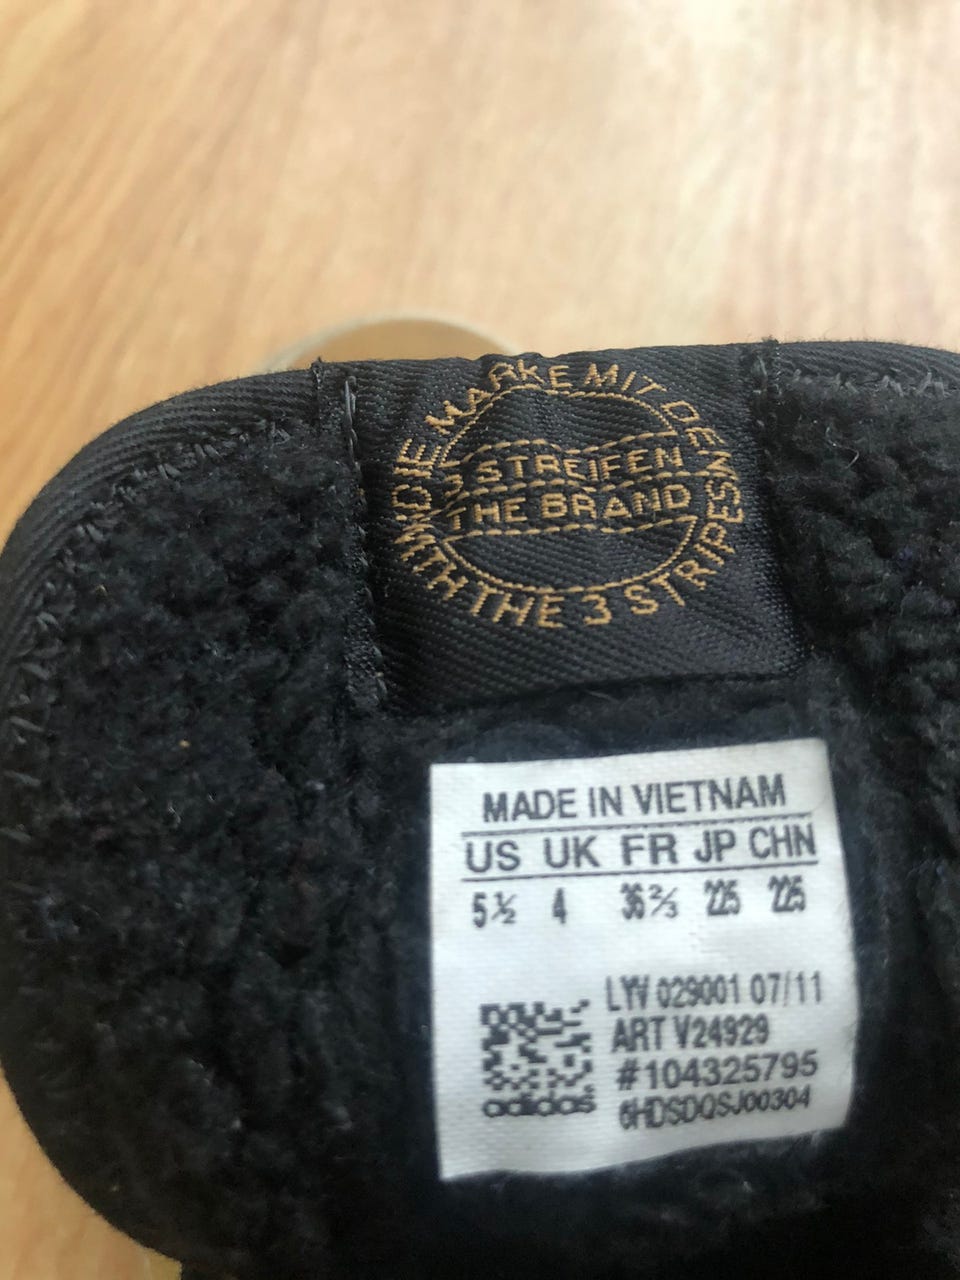 DIE MARKE MIT DEN
3 STREIFEN
THE BRAND
WITH THE 3 STRIPES
MADE IN VIETNAM
US UK FR JP CHN
5½ 4 36⅔ 225 225
LYV 029001 07/11
ART V24929
#104325795
6HDSDQSJ00304
adidas